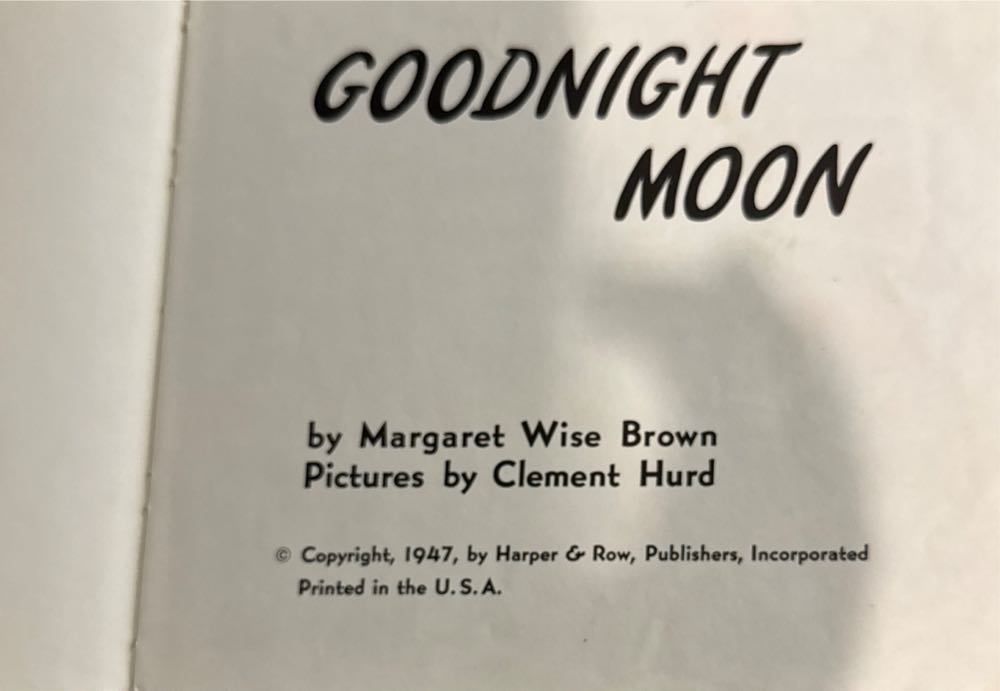 GOODNIGHT
MOON
by Margaret Wise Brown
Pictures by Clement Hurd
© Copyright, 1947, by Harper & Row, Publishers, Incorporated
Printed in the U.S.A.